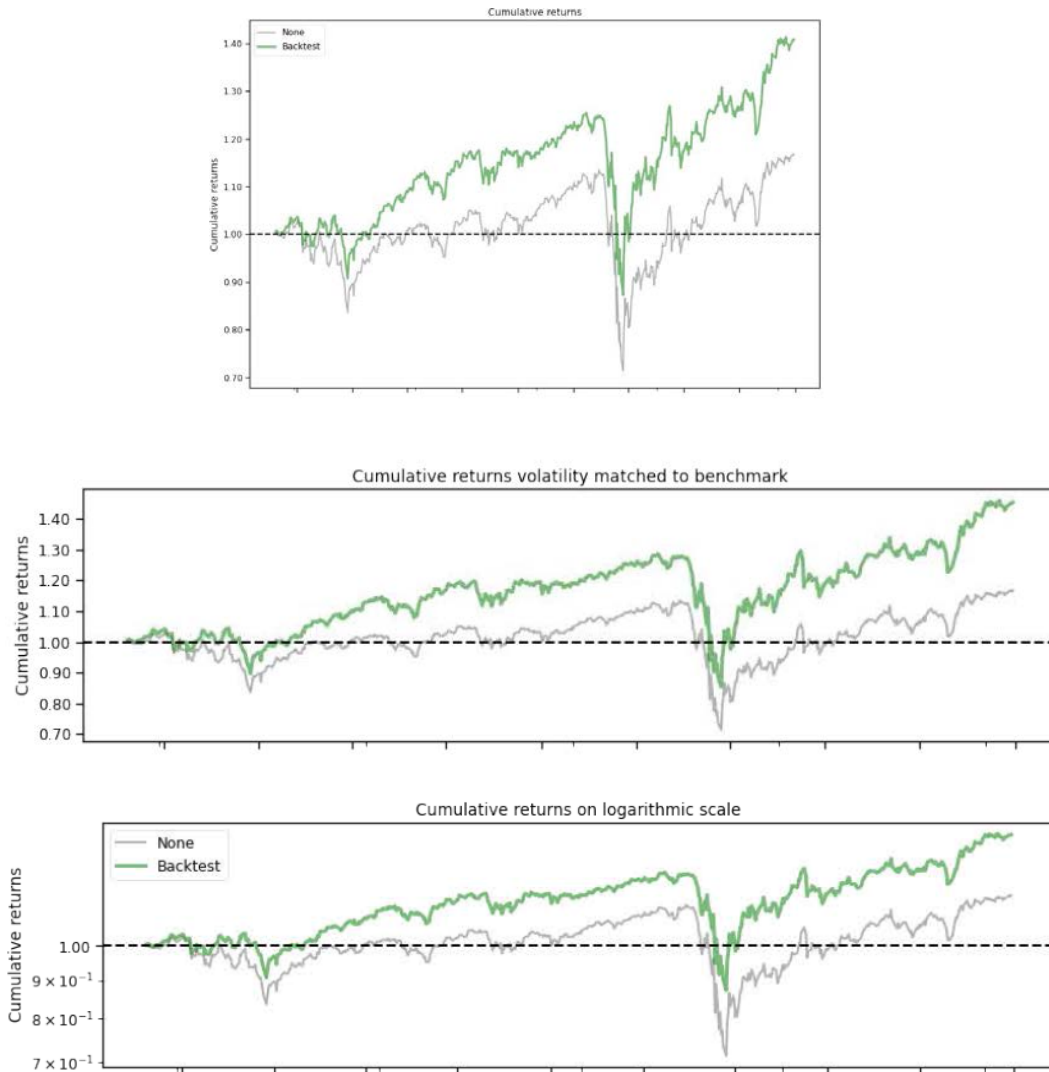 Cumulative returns
None
Backtest
1.40
1.30
1.20
1.10
1.00
0.90
0.80
0.70
Cumulative returns
Cumulative returns volatility matched to benchmark
1.40
1.30
1.20
1.10
1.00
0.90
0.80
0.70
Cumulative returns
Cumulative returns on logarithmic scale
None
Backtest
1.00
9 × 10⁻¹
8 × 10⁻¹
7 × 10⁻¹
Cumulative returns